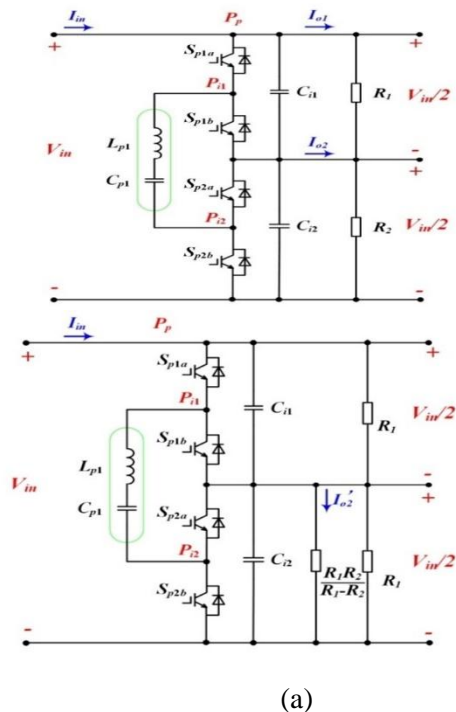 I_in P_p I_o1
+ +
S_p1a
P_i1 C_i1 R_1 V_in/2
S_p1b
V_in L_p1 I_o2 -
+
C_p1 S_p2a
P_i2 C_i2 R_2 V_in/2
S_p2b
- -
I_in P_p
+ +
S_p1a
P_i1 C_i1 R_1 V_in/2
S_p1b
L_p1 -
V_in +
C_p1 S_p2a I_o2'
P_i2 C_i2 R_1R_2/R_1-R_2 R_1 V_in/2
S_p2b
- -
(a)